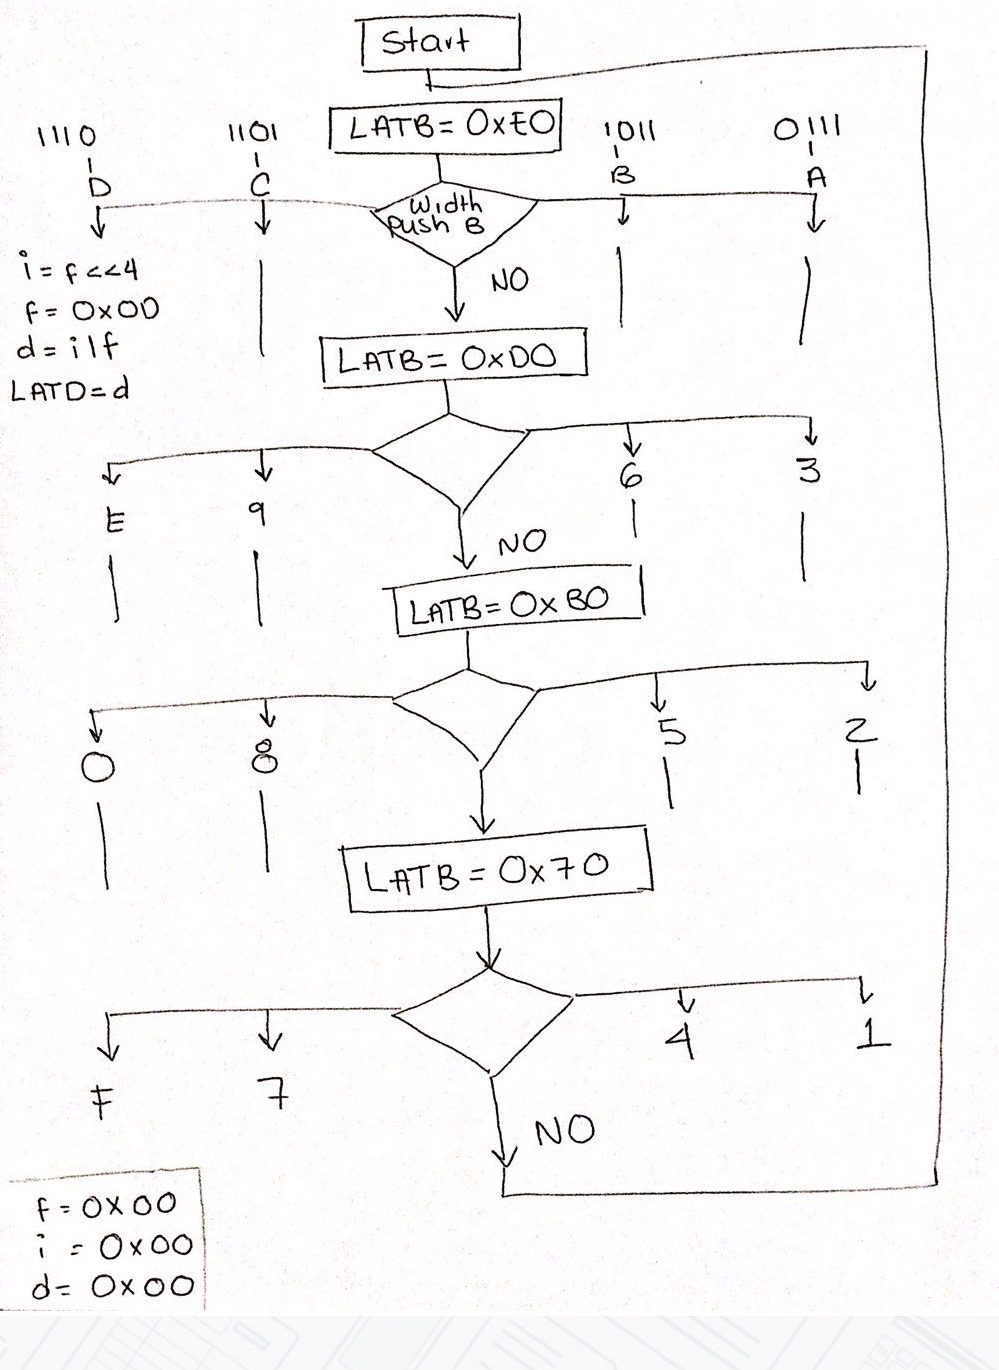 Start
LATB= 0xE0
1110
1101
1011
0111
D
C
B
A
Width
Push B
NO
i = f<<4
f= 0x00
d= i|f
LATD=d
LATB= 0xD0
E
9
6
3
NO
LATB= 0xB0
0
8
5
2
LATB= 0x70
F
7
4
1
NO
f = 0x00
i = 0x00
d= 0x00